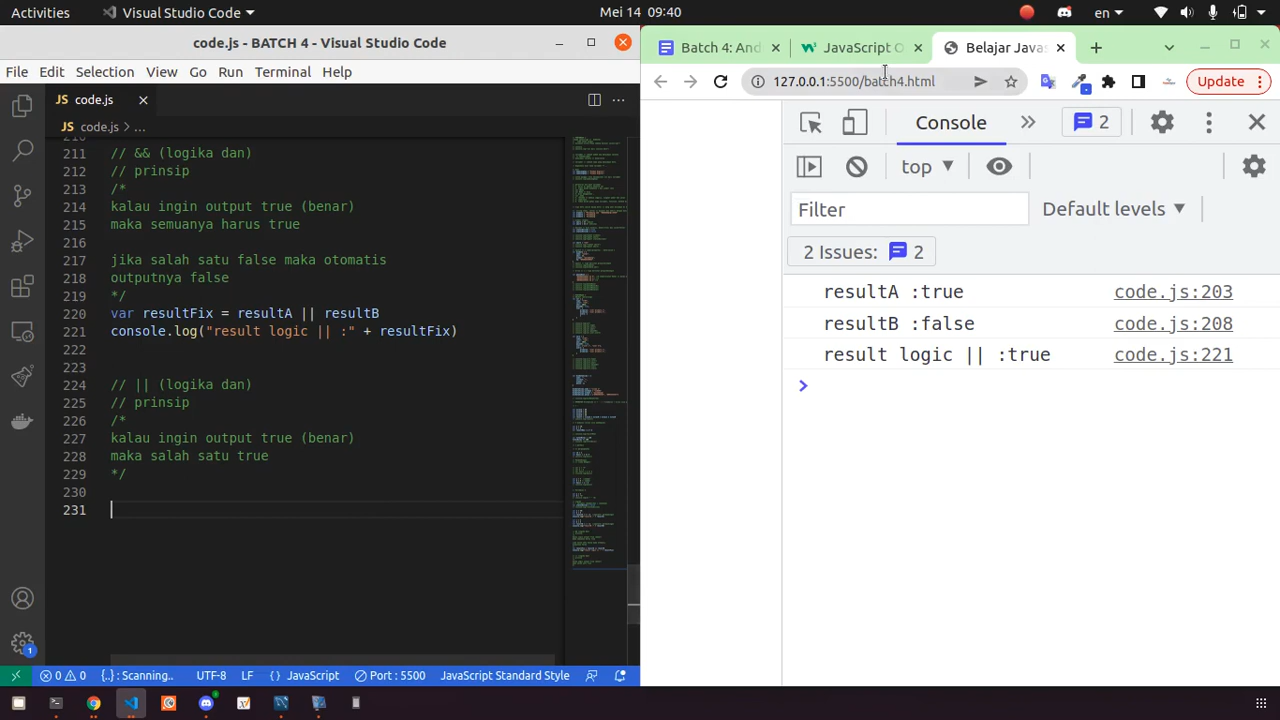 Activities
Visual Studio Code
Mei 14 09:40
en
code.js - BATCH 4 - Visual Studio Code
File Edit Selection View Go Run Terminal Help
JS code.js
JS code.js > ...
211 // && (logika dan)
212 // prinsip
213 /*
214 kalau ingin output true (benar)
215 maka semuanya harus true
216
217 jika salah satu false maka otomatis
218 outputnya false
219 */
220 var resultFix = resultA || resultB
221 console.log("result logic || :" + resultFix)
222
223
224 // || (logika dan)
225 // prinsip
226 /*
227 kalau ingin output true (benar)
228 maka salah satu true
229 */
230
231
1
0 0 {..}: Scanning.. UTF-8 LF { } JavaScript Port : 5500 JavaScript Standard Style
Batch 4: And
JavaScript O
Belajar Javas
127.0.0.1:5500/batch4.html
Update
Console
2
top
Filter
Default levels
2 Issues: 2
resultA :true code.js:203
resultB :false code.js:208
result logic || :true code.js:221
>